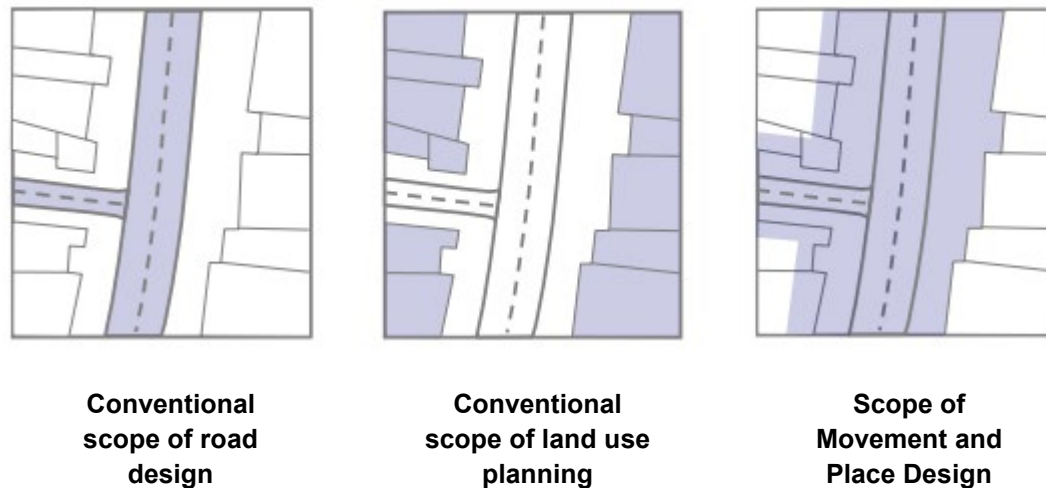 Conventional
scope of road
design
Conventional
scope of land use
planning
Scope of
Movement and
Place Design